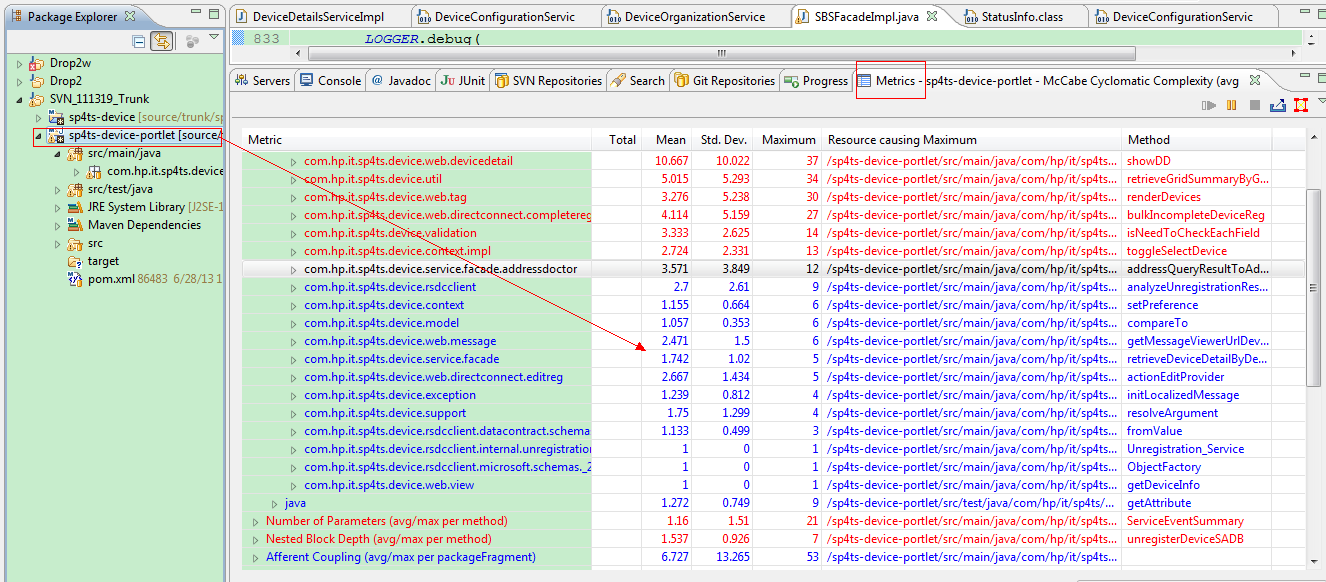 Package Explorer
Drop2w
Drop2
SVN_111319_Trunk
sp4ts-device [source/trunk/sp
sp4ts-device-portlet [source/
src/main/java
com.hp.it.sp4ts.device
src/test/java
JRE System Library [J2SE-1
Maven Dependencies
src
target
pom.xml 86483 6/28/13 1
DeviceDetailsServiceImpl DeviceConfigurationServic DeviceOrganizationService SBSFacadeImpl.java StatusInfo.class DeviceConfigurationServic
833 LOGGER.debug(
Servers Console @ Javadoc JU JUnit SVN Repositories Search Git Repositories Progress Metrics - sp4ts-device-portlet - McCabe Cyclomatic Complexity (avg
Metric Total Mean Std. Dev. Maximum Resource causing Maximum Method
com.hp.it.sp4ts.device.web.devicedetail 10.667 10.022 37 /sp4ts-device-portlet/src/main/java/com/hp/it/sp4ts... showDD
com.hp.it.sp4ts.device.util 5.015 5.293 34 /sp4ts-device-portlet/src/main/java/com/hp/it/sp4ts... retrieveGridSummaryByG...
com.hp.it.sp4ts.device.web.tag 3.276 5.238 30 /sp4ts-device-portlet/src/main/java/com/hp/it/sp4ts... renderDevices
com.hp.it.sp4ts.device.web.directconnect.completereg 4.114 5.159 27 /sp4ts-device-portlet/src/main/java/com/hp/it/sp4ts... bulkIncompleteDeviceReg
com.hp.it.sp4ts.device.validation 3.333 2.625 14 /sp4ts-device-portlet/src/main/java/com/hp/it/sp4ts... isNeedToCheckEachField
com.hp.it.sp4ts.device.context.impl 2.724 2.331 13 /sp4ts-device-portlet/src/main/java/com/hp/it/sp4ts... toggleSelectDevice
com.hp.it.sp4ts.device.service.facade.addressdoctor 3.571 3.849 12 /sp4ts-device-portlet/src/main/java/com/hp/it/sp4ts... addressQueryResultToAd...
com.hp.it.sp4ts.device.rsdcclient 2.7 2.61 9 /sp4ts-device-portlet/src/main/java/com/hp/it/sp4ts... analyzeUnregistrationRes...
com.hp.it.sp4ts.device.context 1.155 0.664 6 /sp4ts-device-portlet/src/main/java/com/hp/it/sp4ts... setPreference
com.hp.it.sp4ts.device.model 1.057 0.353 6 /sp4ts-device-portlet/src/main/java/com/hp/it/sp4ts... compareTo
com.hp.it.sp4ts.device.web.message 2.471 1.5 6 /sp4ts-device-portlet/src/main/java/com/hp/it/sp4ts... getMessageViewerUrlDev...
com.hp.it.sp4ts.device.service.facade 1.742 1.02 5 /sp4ts-device-portlet/src/main/java/com/hp/it/sp4ts... retrieveDeviceDetailByDe...
com.hp.it.sp4ts.device.web.directconnect.editreg 2.667 1.434 5 /sp4ts-device-portlet/src/main/java/com/hp/it/sp4ts... actionEditProvider
com.hp.it.sp4ts.device.exception 1.239 0.812 4 /sp4ts-device-portlet/src/main/java/com/hp/it/sp4ts... initLocalizedMessage
com.hp.it.sp4ts.device.support 1.75 1.299 4 /sp4ts-device-portlet/src/main/java/com/hp/it/sp4ts... resolveArgument
com.hp.it.sp4ts.device.rsdcclient.datacontract.schema 1.133 0.499 3 /sp4ts-device-portlet/src/main/java/com/hp/it/sp4ts... fromValue
com.hp.it.sp4ts.device.rsdcclient.internal.unregistration 1 0 1 /sp4ts-device-portlet/src/main/java/com/hp/it/sp4ts... Unregistration_Service
com.hp.it.sp4ts.device.rsdcclient.microsoft.schemas._2 1 0 1 /sp4ts-device-portlet/src/main/java/com/hp/it/sp4ts... ObjectFactory
com.hp.it.sp4ts.device.web.view 1 0 1 /sp4ts-device-portlet/src/main/java/com/hp/it/sp4ts... getDeviceInfo
java 1.272 0.749 9 /sp4ts-device-portlet/src/test/java/com/hp/it/sp4ts/... getAttribute
Number of Parameters (avg/max per method) 1.16 1.51 21 /sp4ts-device-portlet/src/main/java/com/hp/it/sp4ts... ServiceEventSummary
Nested Block Depth (avg/max per method) 1.537 0.926 7 /sp4ts-device-portlet/src/main/java/com/hp/it/sp4ts... unregisterDeviceSADB
Afferent Coupling (avg/max per packageFragment) 6.727 13.265 53 /sp4ts-device-portlet/src/main/java/com/hp/it/sp4ts...